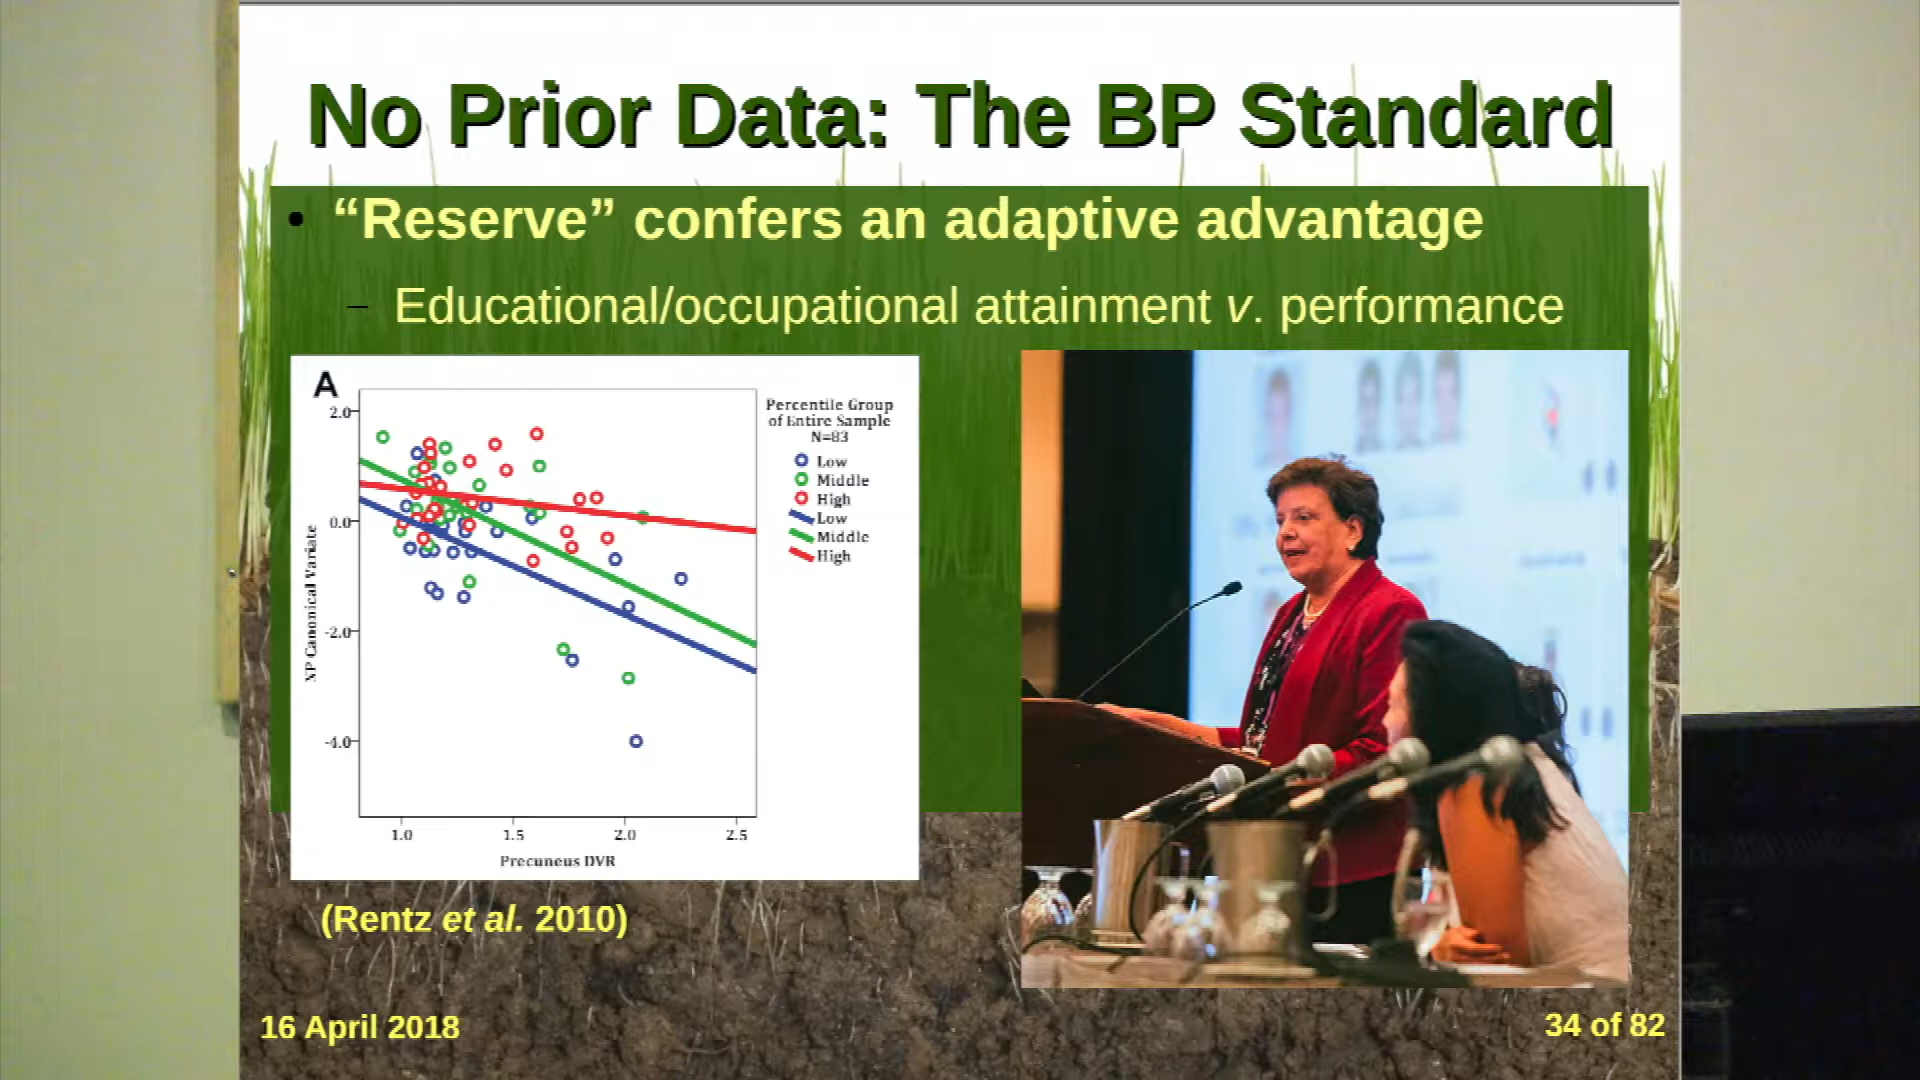 No Prior Data: The BP Standard
• “Reserve” confers an adaptive advantage
– Educational/occupational attainment v. performance
A
Percentile Group
of Entire Sample
N=83
Low
Middle
High
Low
Middle
High
2.0
0.0
-2.0
-4.0
NP Canonical Variate
1.0 1.5 2.0 2.5
Precuneus DVR
(Rentz et al. 2010)
16 April 2018
34 of 82